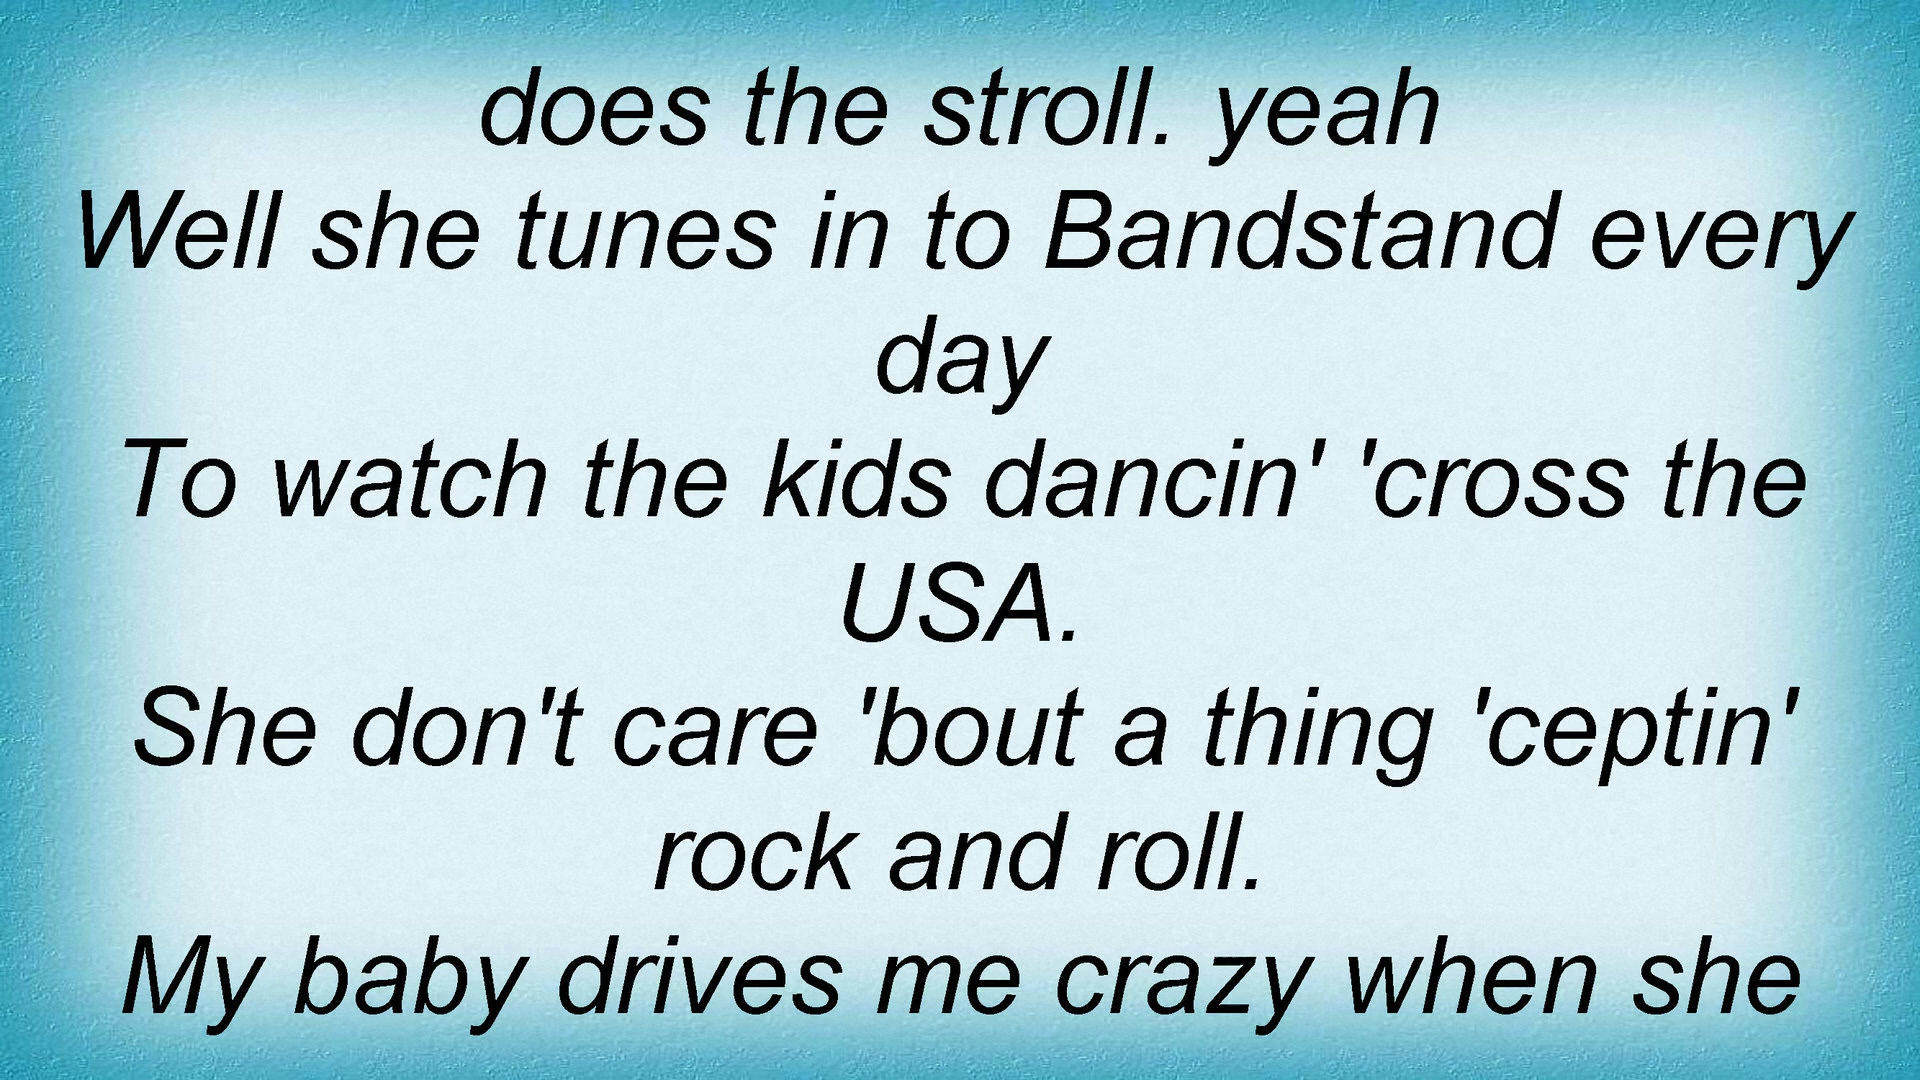 does the stroll. yeah
Well she tunes in to Bandstand every
day
To watch the kids dancin' 'cross the
USA.
She don't care 'bout a thing 'ceptin'
rock and roll.
My baby drives me crazy when she